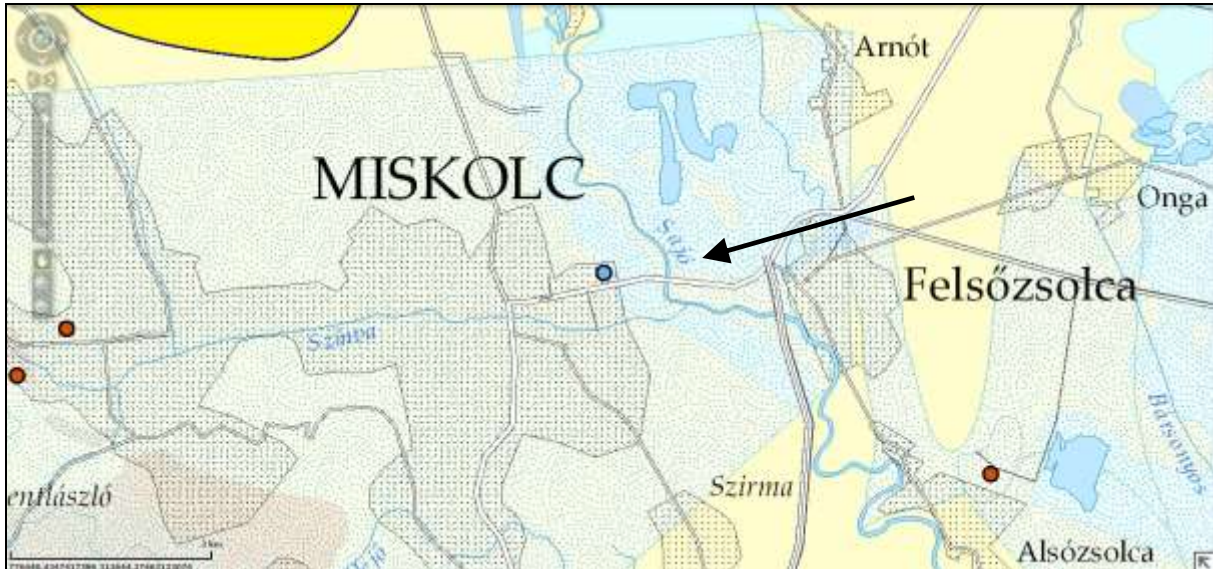 Arnót
MISKOLC
Onga
Sajó
Felsőzsolca
Szinva
Bársonyos
Szirma
entlászló
Alsózsolca